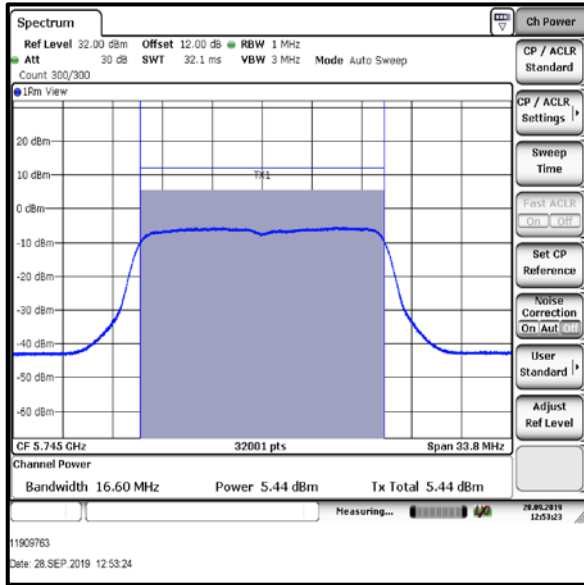 Spectrum
Ref Level 32.00 dBm Offset 12.00 dB RBW 1 MHz
Att 30 dB SWT 32.1 ms VBW 3 MHz Mode Auto Sweep
Count 300/300
1Rm View
20 dBm
TX1
10 dBm
0 dBm
-10 dBm
-20 dBm
-30 dBm
-40 dBm
-50 dBm
-60 dBm
CF 5.745 GHz 32001 pts Span 33.8 MHz
Channel Power
Bandwidth 16.60 MHz Power 5.44 dBm Tx Total 5.44 dBm
Measuring... 28.09.2019
12:53:23
Ch Power
CP / ACLR
Standard
CP / ACLR
Settings
Sweep
Time
Fast ACLR
On Off
Set CP
Reference
Noise
Correction
On Aut Off
User
Standard
Adjust
Ref Level
11909763
Date: 28.SEP.2019 12:53:24